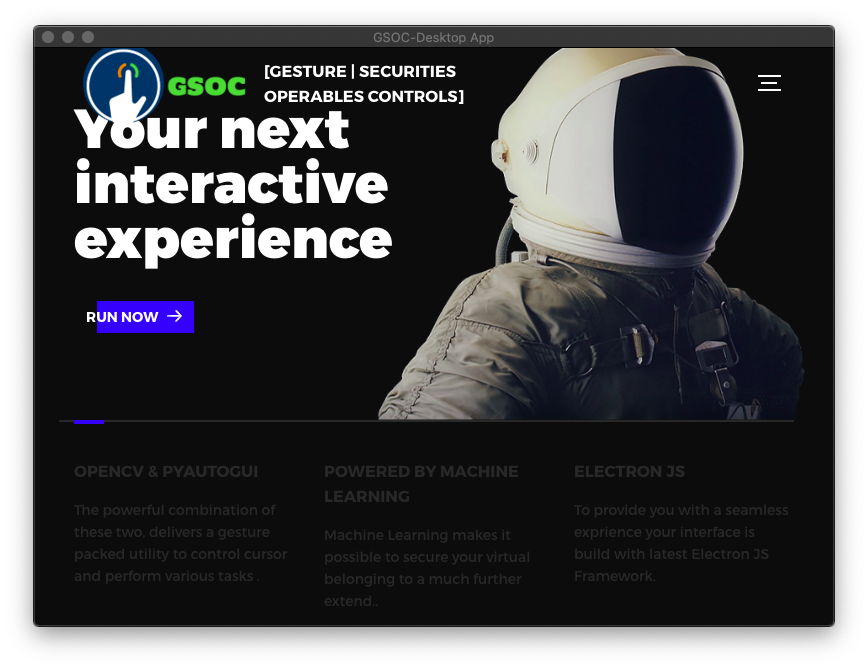 GSOC-Desktop App
GSOC
[GESTURE | SECURITIES
OPERABLES CONTROLS]
Your next
interactive
experience
RUN NOW →
OPENCV & PYAUTOGUI
The powerful combination of
these two, delivers a gesture
packed utility to control cursor
and perform various tasks .
POWERED BY MACHINE
LEARNING
Machine Learning makes it
possible to secure your virtual
belonging to a much further
extend..
ELECTRON JS
To provide you with a seamless
exprience your interface is
build with latest Electron JS
Framework.